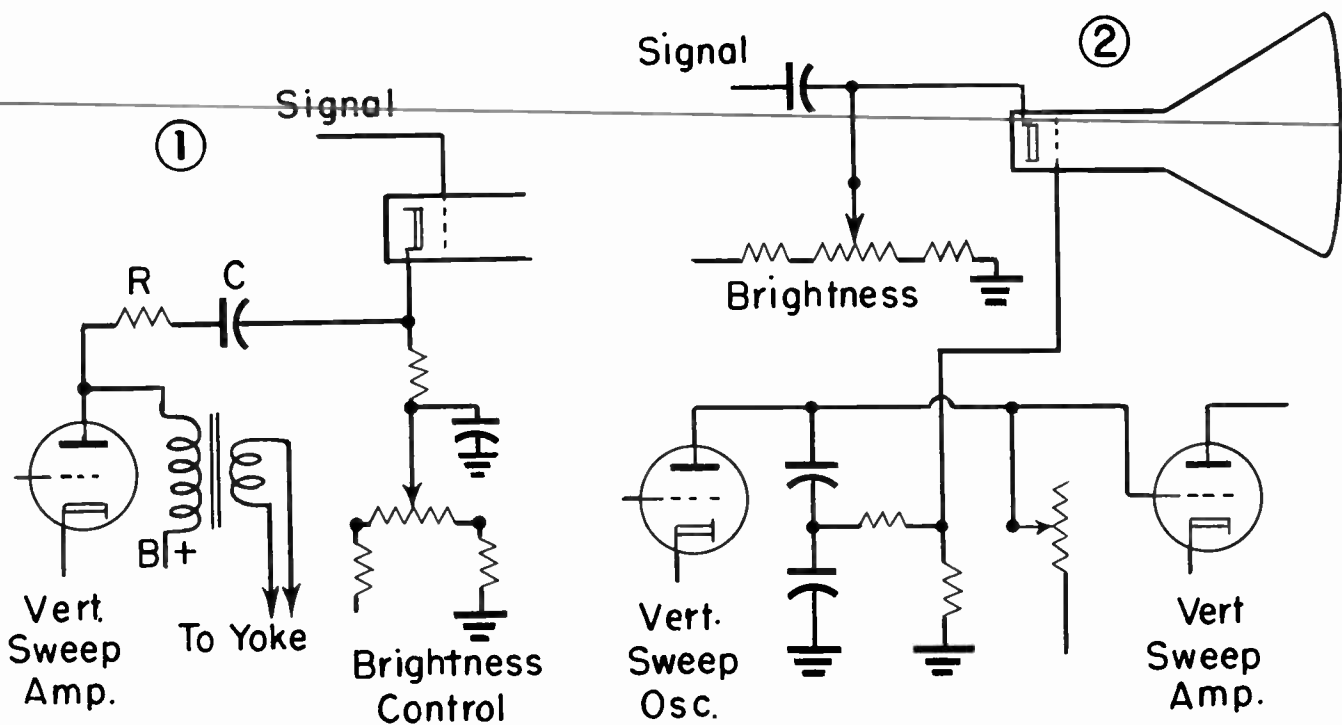 1
Signal
R
C
B+
Vert.
Sweep
Amp.
To Yoke
Brightness
Control
2
Signal
Brightness
Vert.
Sweep
Osc.
Vert
Sweep
Amp.